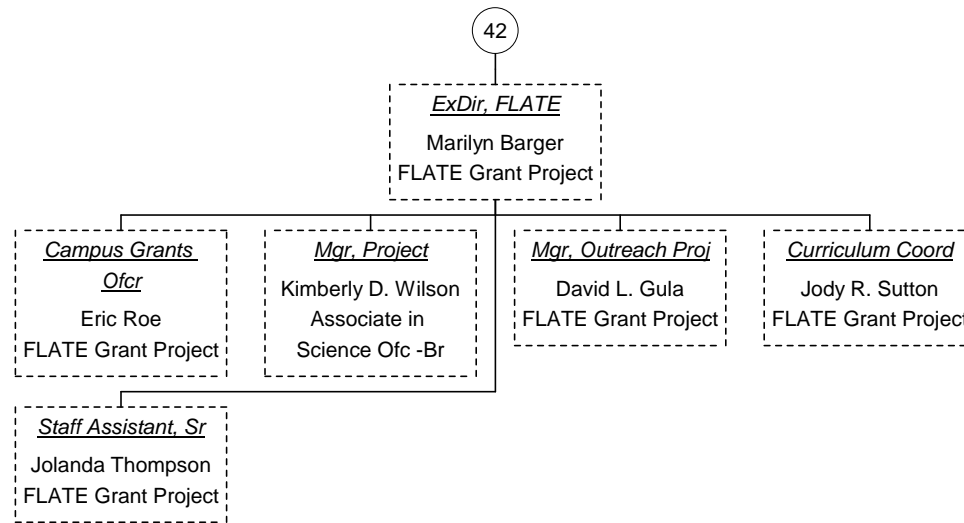 42
ExDir, FLATE
Marilyn Barger
FLATE Grant Project
Campus Grants
Ofcr
Eric Roe
FLATE Grant Project
Mgr, Project
Kimberly D. Wilson
Associate in
Science Ofc -Br
Mgr, Outreach Proj
David L. Gula
FLATE Grant Project
Curriculum Coord
Jody R. Sutton
FLATE Grant Project
Staff Assistant, Sr
Jolanda Thompson
FLATE Grant Project